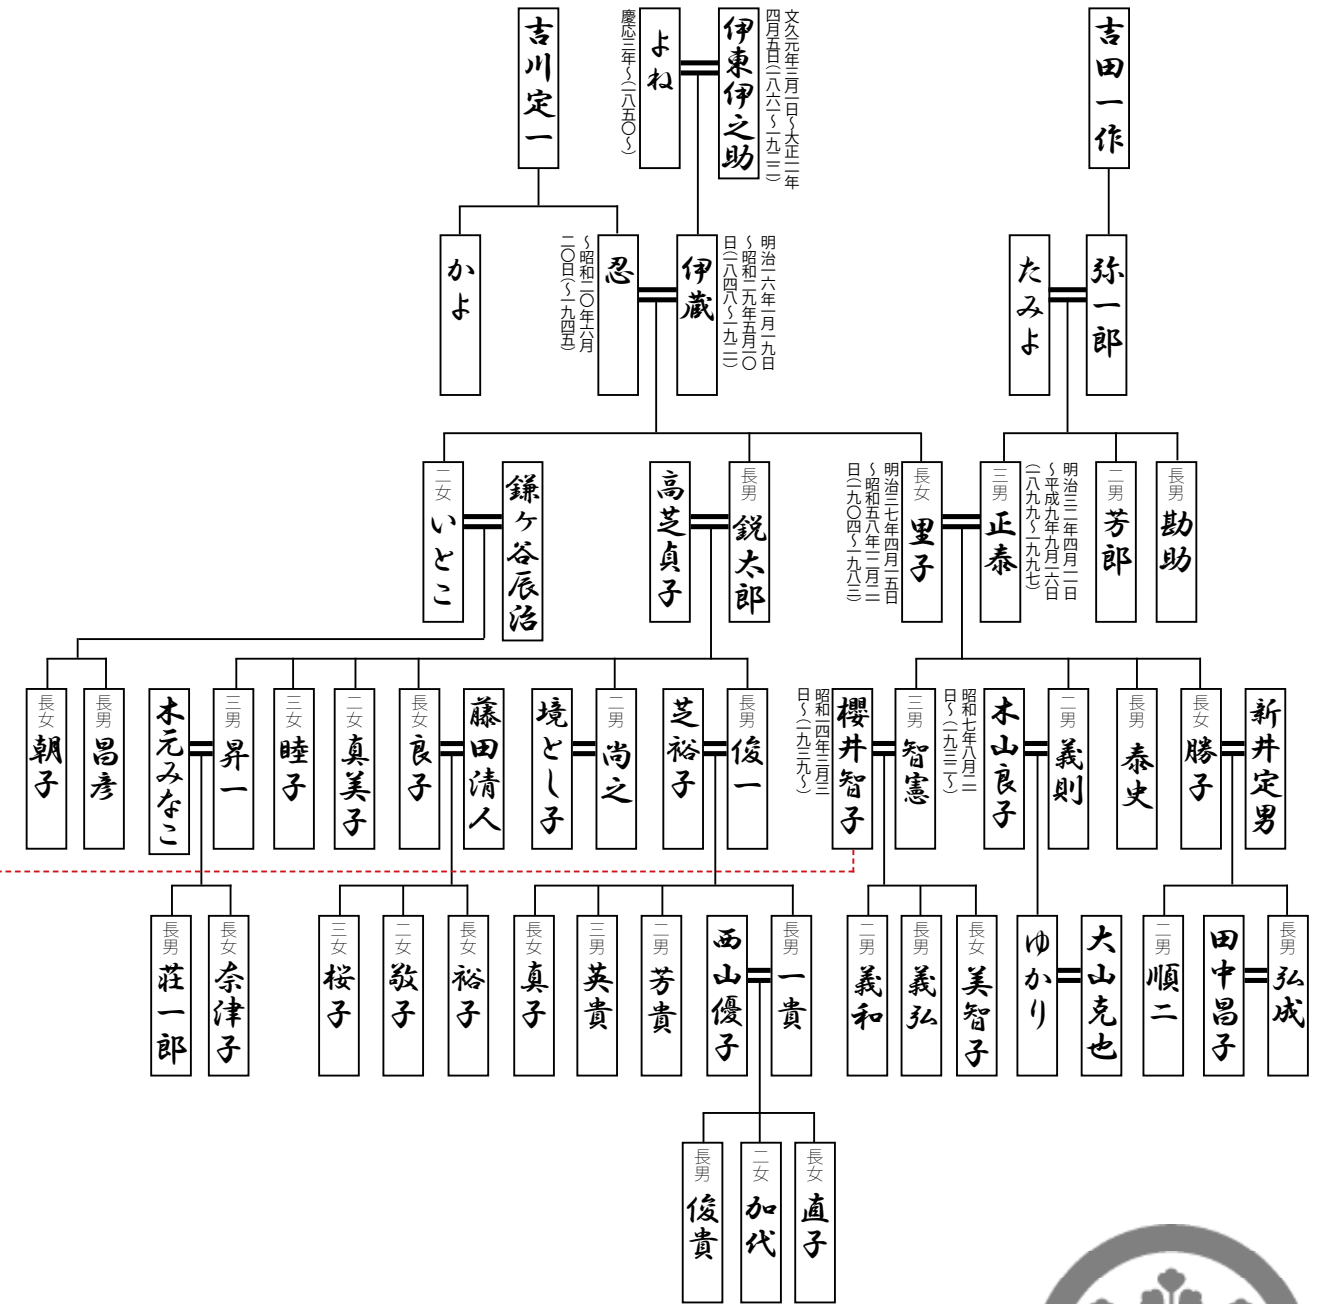 吉田一作
文久元年三月一日～大正一一年
四月五日(一八六一～一九二二)
伊東伊之助
よね
慶応三年～(一八五〇～)
吉川定一
弥一郎
たみよ
明治一六年一月一九日
～昭和二九年五月一〇
日(一八四八～一九二一)
伊蔵
忍
～昭和二〇年六月
二〇日(～一九四五)
かよ
長男 勘助
二男 芳郎
明治三二年四月一一日
～平成九年九月一六日
(一八九九～一九九七)
三男 正泰
長女 里子
明治三七年四月一五日
～昭和五八年一二月二
日(一九〇四～一九八三)
長男 鋭太郎
高芝貞子
鎌ヶ谷辰治
二女 いとこ
新井定男
長女 勝子
長男 泰史
二男 義則
木山良子
昭和七年八月二
日～(一九三二～)
三男 智憲
櫻井智子
昭和一四年三月三
日～(一九三九～)
長男 俊一
芝裕子
二男 尚之
境とし子
藤田清人
長女 良子
二女 真美子
三女 睦子
三男 昇一
木元みなこ
長男 昌彦
長女 朝子
長男 弘成
田中昌子
二男 順二
大山克也
ゆかり
長女 美智子
長男 義弘
二男 義和
長男 一貴
西山優子
二男 芳貴
三男 英貴
長女 真子
長女 裕子
二女 敬子
三女 桜子
長女 奈津子
長男 荘一郎
長女 直子
二女 加代
長男 俊貴